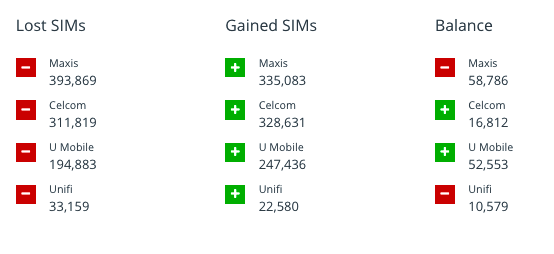 Lost SIMs
Maxis
393,869
Celcom
311,819
U Mobile
194,883
Unifi
33,159
Gained SIMs
Maxis
335,083
Celcom
328,631
U Mobile
247,436
Unifi
22,580
Balance
Maxis
58,786
Celcom
16,812
U Mobile
52,553
Unifi
10,579